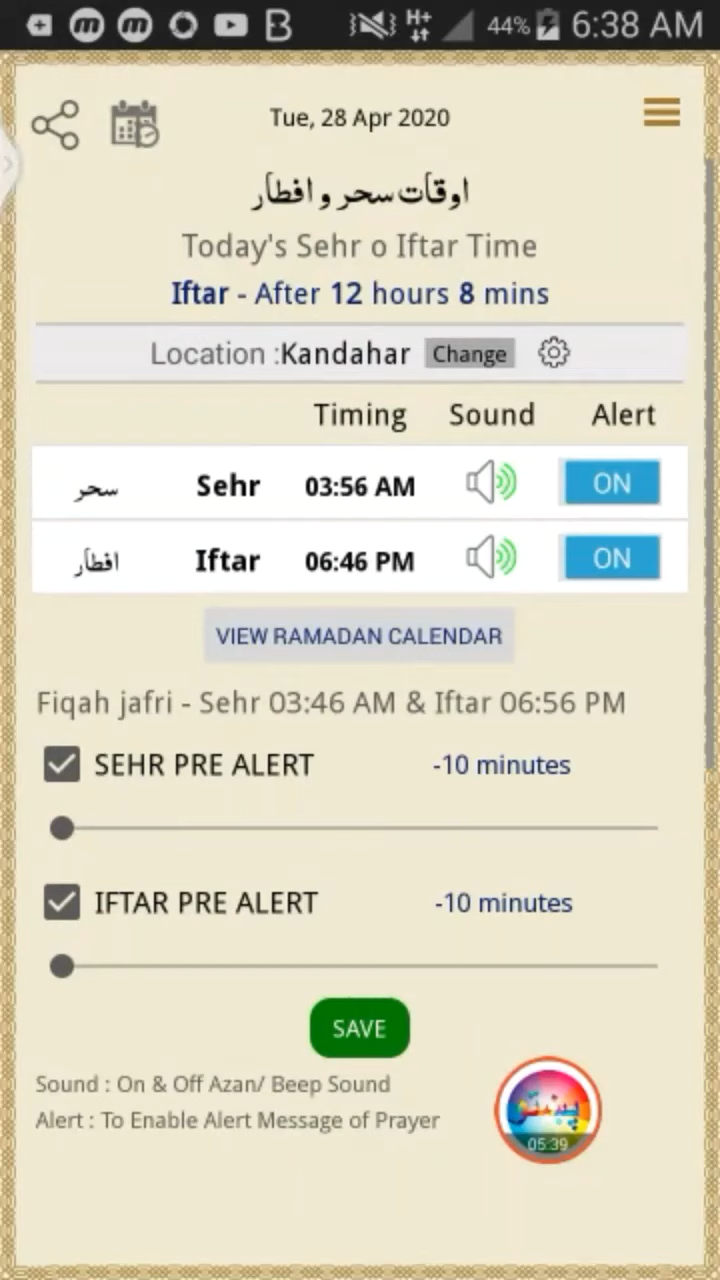 44% 6:38 AM
Tue, 28 Apr 2020
اوقات سحر و افطار
Today's Sehr o Iftar Time
Iftar - After 12 hours 8 mins
Location :Kandahar Change
Timing Sound Alert
سحر Sehr 03:56 AM ON
افطار Iftar 06:46 PM ON
VIEW RAMADAN CALENDAR
Fiqah jafri - Sehr 03:46 AM & Iftar 06:56 PM
SEHR PRE ALERT -10 minutes
IFTAR PRE ALERT -10 minutes
SAVE
Sound : On & Off Azan/ Beep Sound
Alert : To Enable Alert Message of Prayer
پښتو
05:39